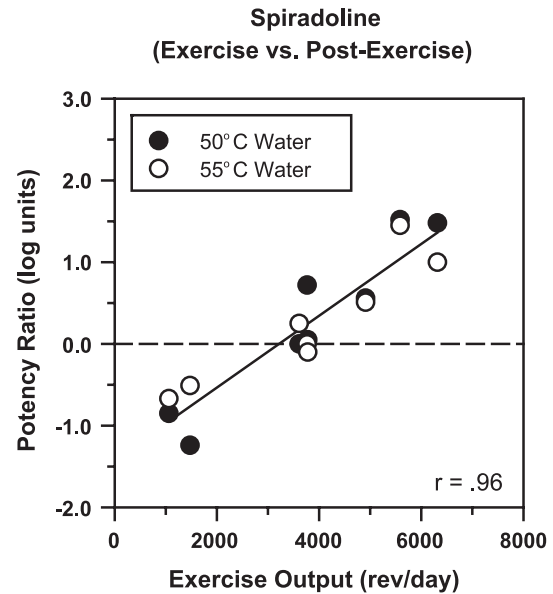 Spiradoline
(Exercise vs. Post-Exercise)
3.0
50°C Water
55°C Water
2.0
1.0
0.0
-1.0
-2.0
Potency Ratio (log units)
r = .96
0
2000
4000
6000
8000
Exercise Output (rev/day)